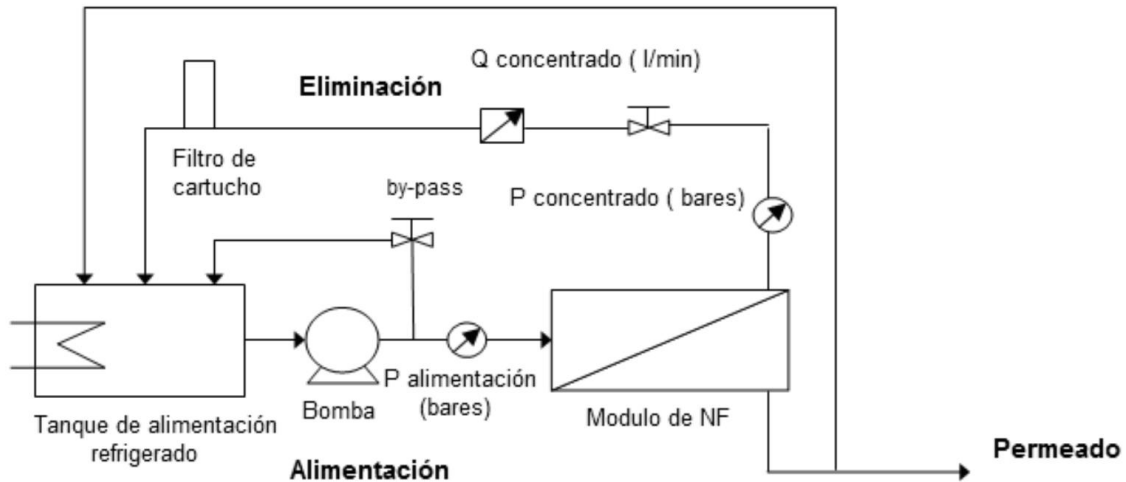 Q concentrado ( l/min)
Eliminación
Filtro de
cartucho
by-pass
P concentrado ( bares)
P alimentación
(bares)
Bomba
Modulo de NF
Tanque de alimentación
refrigerado
Alimentación
Permeado